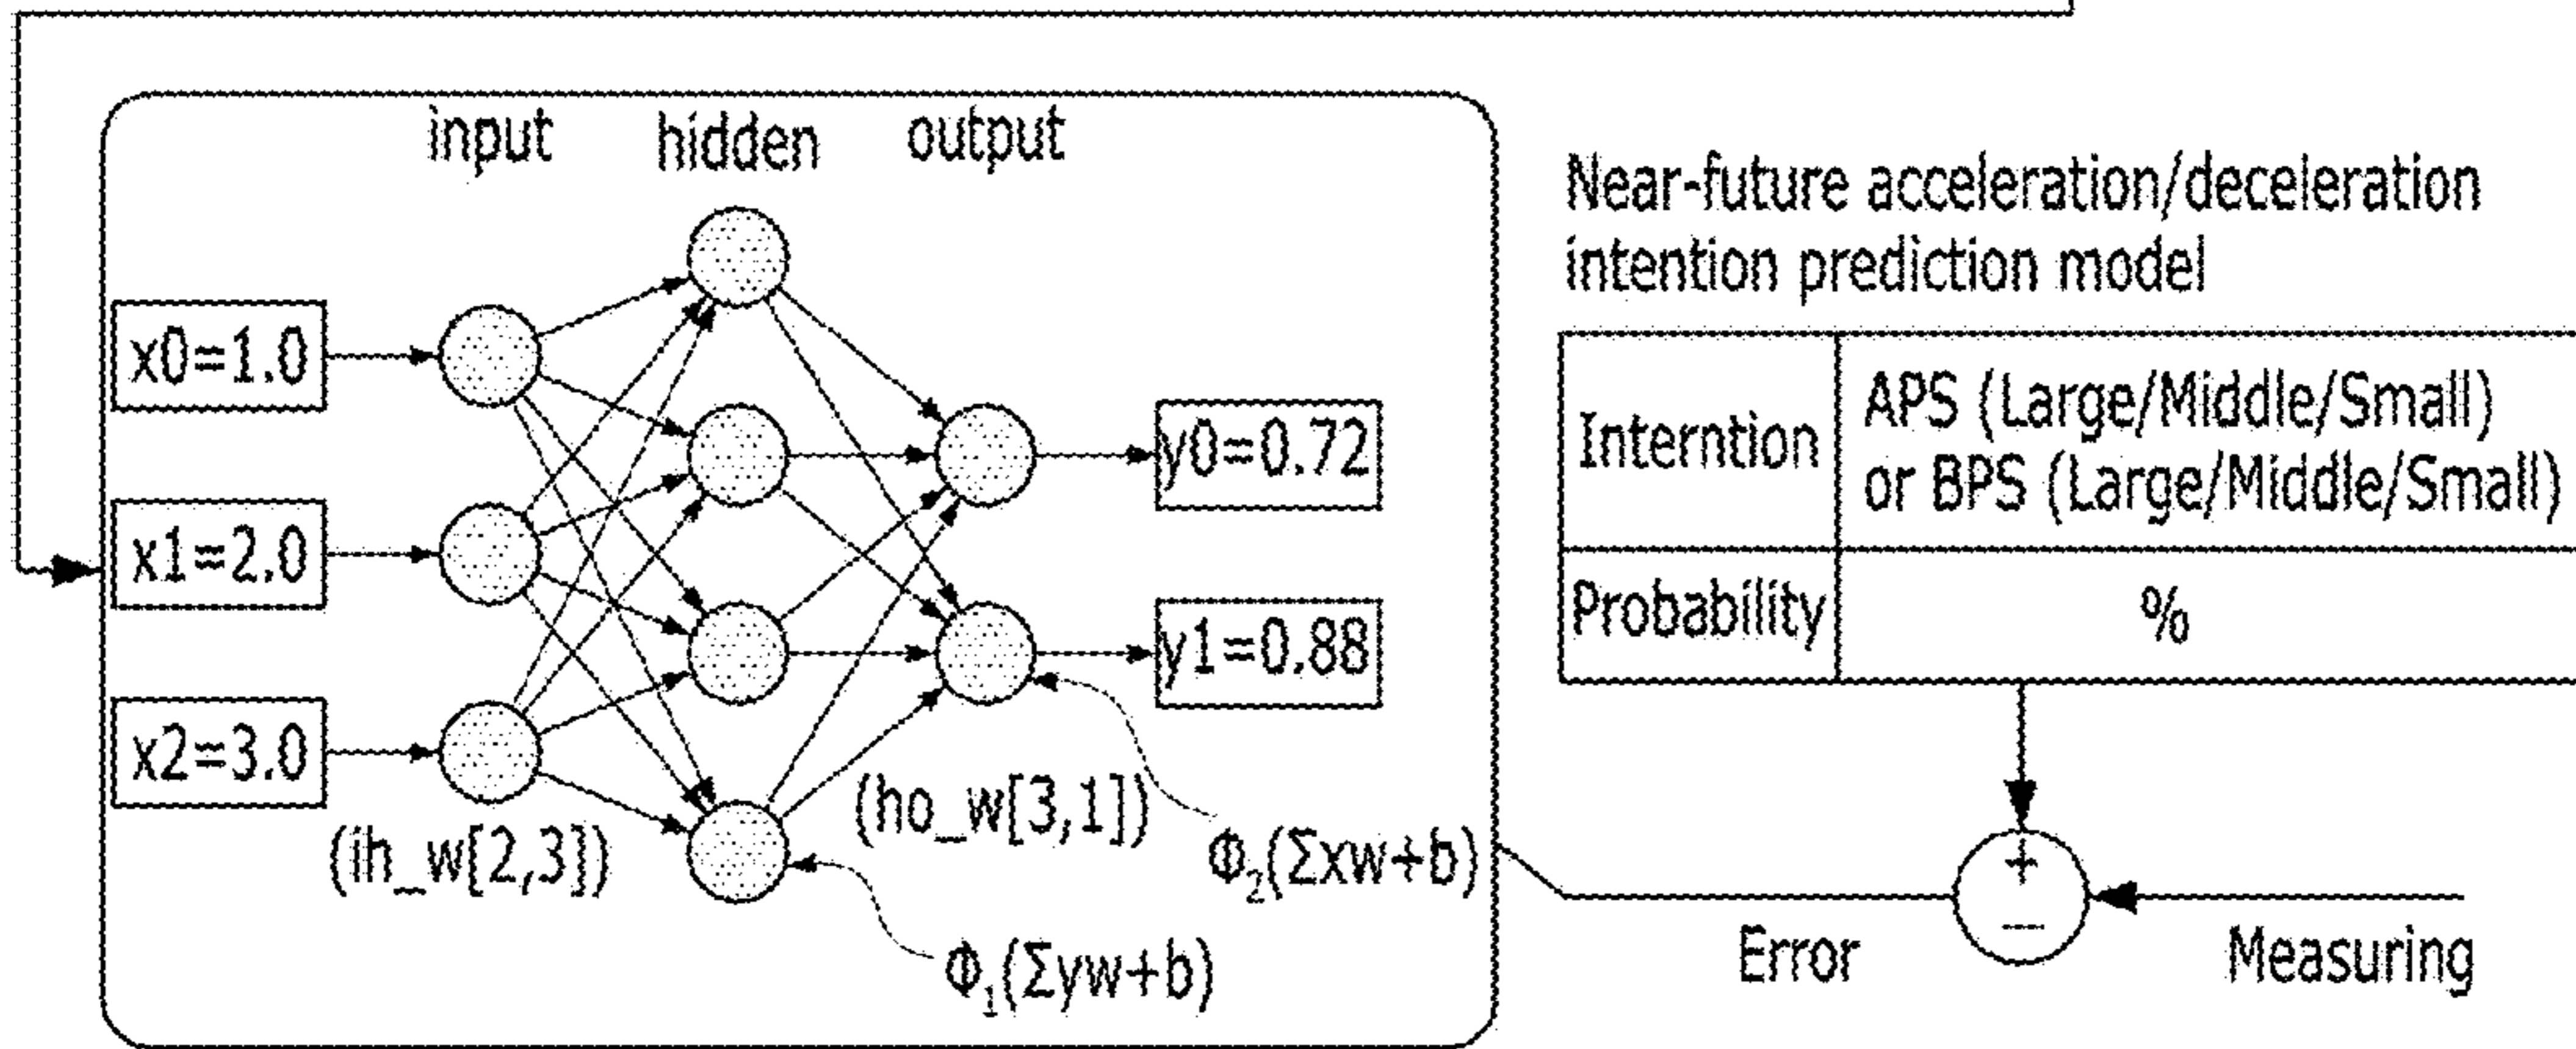 input hidden output
x0=1.0
x1=2.0
x2=3.0
y0=0.72
y1=0.88
(ih_w[2,3])
(ho_w[3,1])
Φ₂(Σxw+b)
Φ₁(Σyw+b)
Near-future acceleration/deceleration
intention prediction model
Interntion
APS (Large/Middle/Small)
or BPS (Large/Middle/Small)
Probability
%
+
−
Error
Measuring